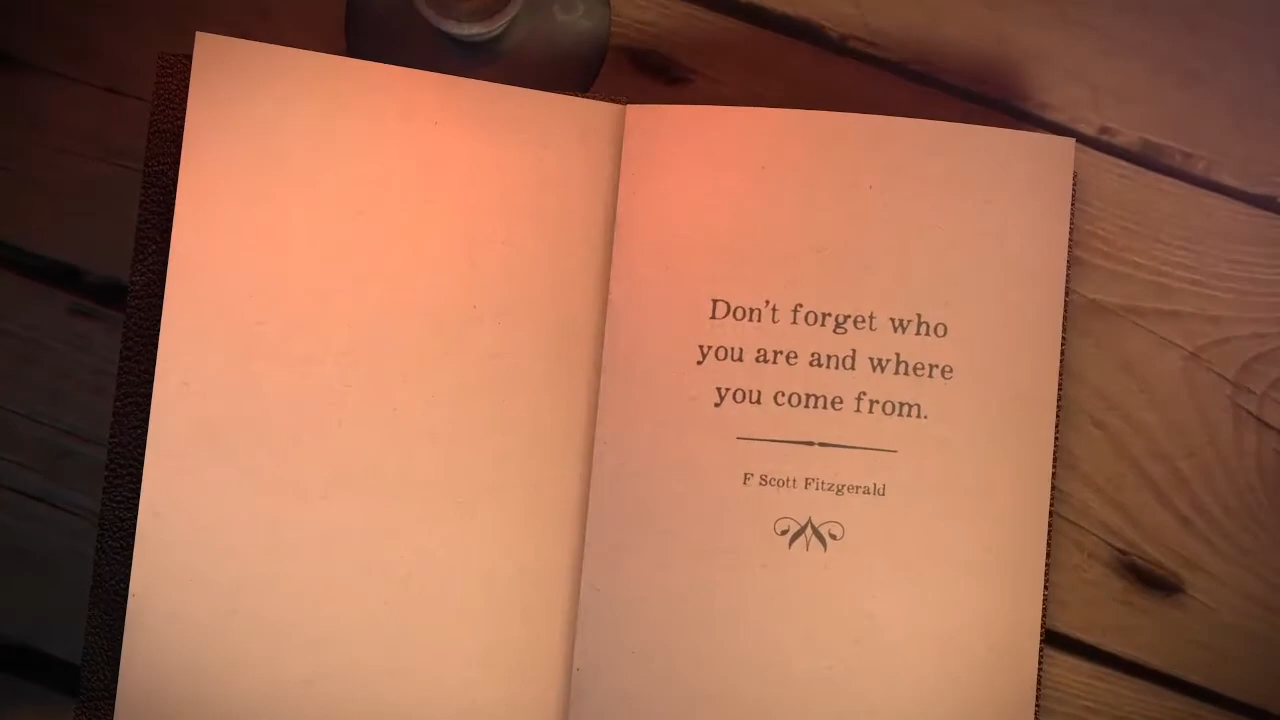 Don't forget who
you are and where
you come from.
F Scott Fitzgerald